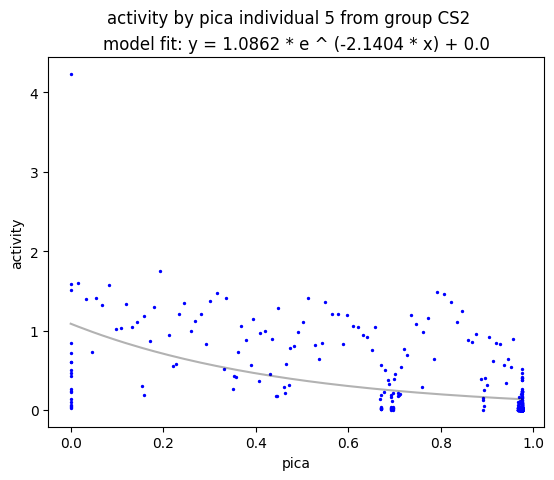 activity by pica individual 5 from group CS2
model fit: y = 1.0862 * e ^ (-2.1404 * x) + 0.0
4
3
2
1
0
activity
0.0 0.2 0.4 0.6 0.8 1.0
pica